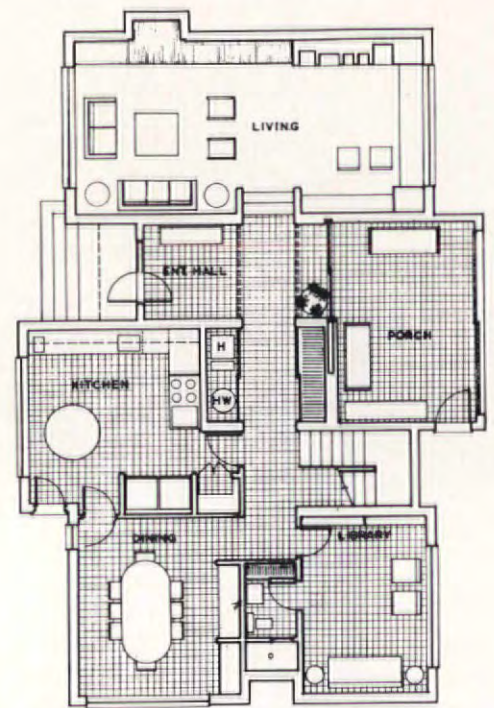 LIVING
ENT. HALL
PORCH
H
KITCHEN
HW
DINING
LIBRARY